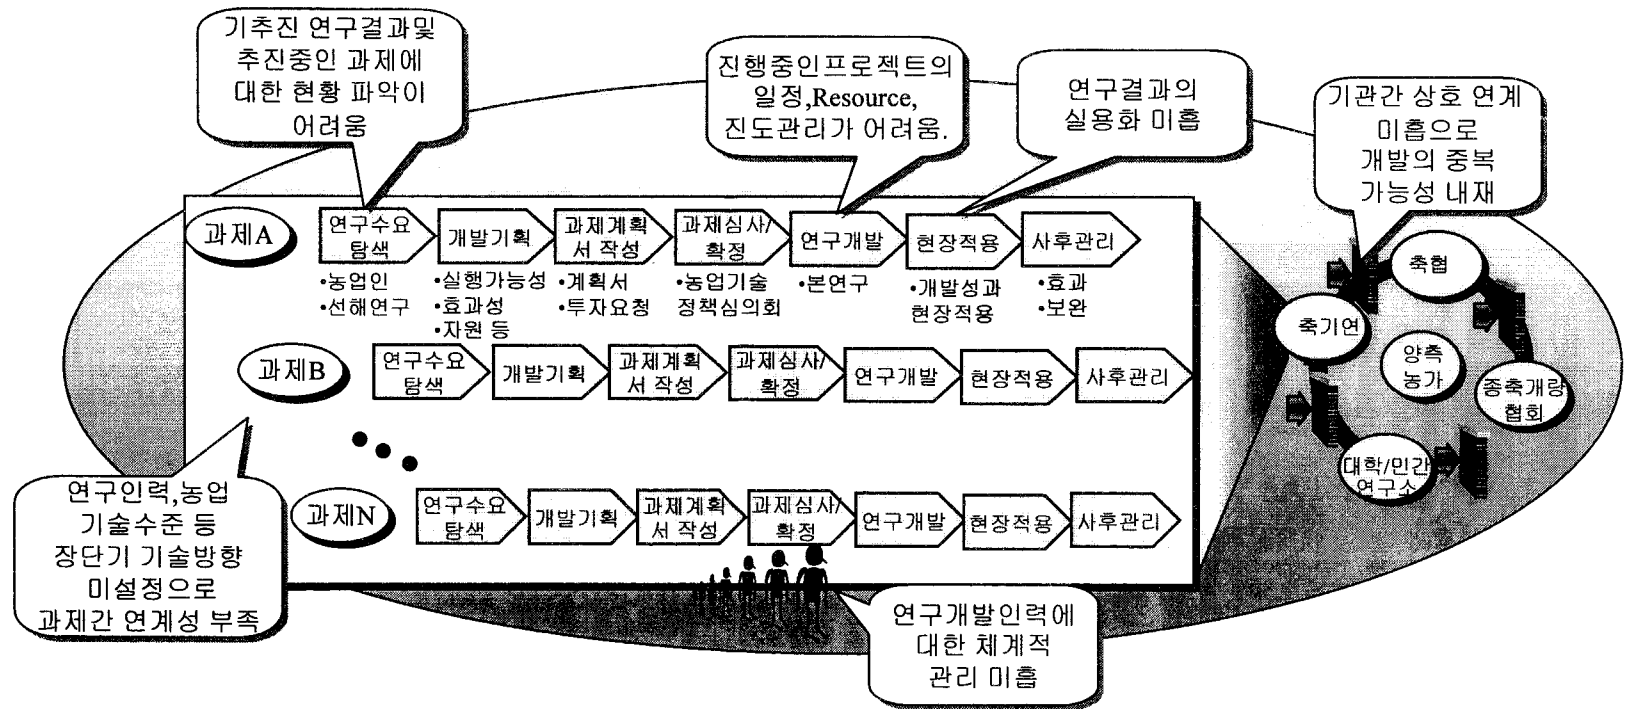 기추진 연구결과및
추진중인 과제에
대한 현황 파악이
어려움
진행중인프로젝트의
일정,Resource,
진도관리가 어려움.
연구결과의
실용화 미흡
기관간 상호 연계
미흡으로
개발의 중복
가능성 내재
과제A
연구수요
탐색
개발기획
과제계획
서 작성
과제심사/
확정
연구개발
현장적용
사후관리
•농업인
•선해연구
•실행가능성
•효과성
•자원 등
•계획서
•투자요청
•농업기술
정책심의회
•본연구
•개발성과
현장적용
•효과
•보완
과제B
연구수요
탐색
개발기획
과제계획
서 작성
과제심사/
확정
연구개발
현장적용
사후관리
과제N
연구수요
탐색
개발기획
과제계획
서 작성
과제심사/
확정
연구개발
현장적용
사후관리
축협
축기연
양측
농가
종축개량
협회
대학/민간
연구소
연구인력,농업
기술수준 등
장단기 기술방향
미설정으로
과제간 연계성 부족
연구개발인력에
대한 체계적
관리 미흡